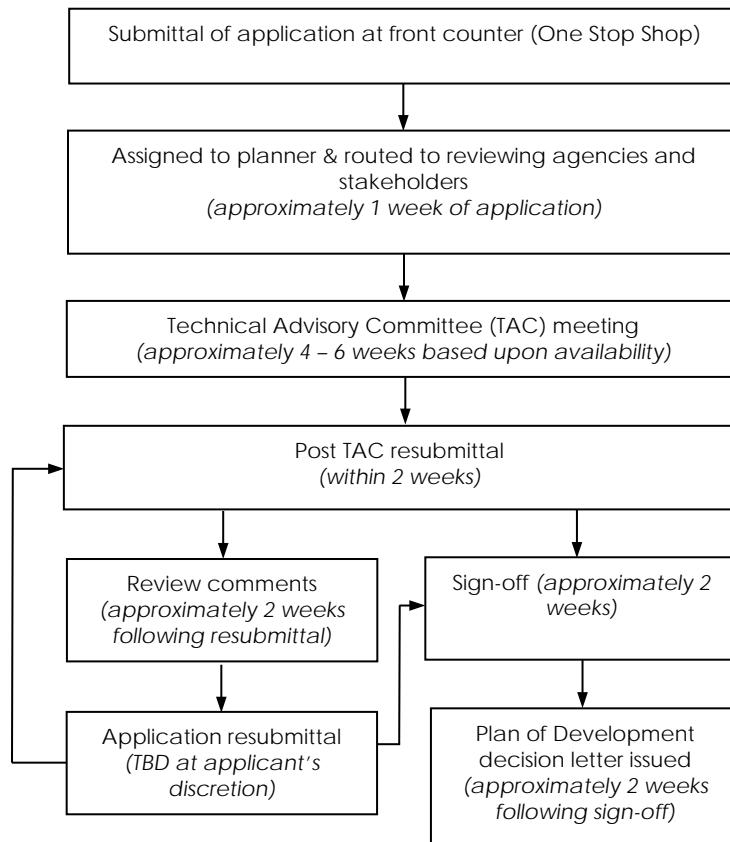 Submittal of application at front counter (One Stop Shop)
Assigned to planner & routed to reviewing agencies and
stakeholders
(approximately 1 week of application)
Technical Advisory Committee (TAC) meeting
(approximately 4 – 6 weeks based upon availability)
Post TAC resubmittal
(within 2 weeks)
Review comments
(approximately 2 weeks
following resubmittal)
Sign-off (approximately 2
weeks)
Application resubmittal
(TBD at applicant's
discretion)
Plan of Development
decision letter issued
(approximately 2 weeks
following sign-off)